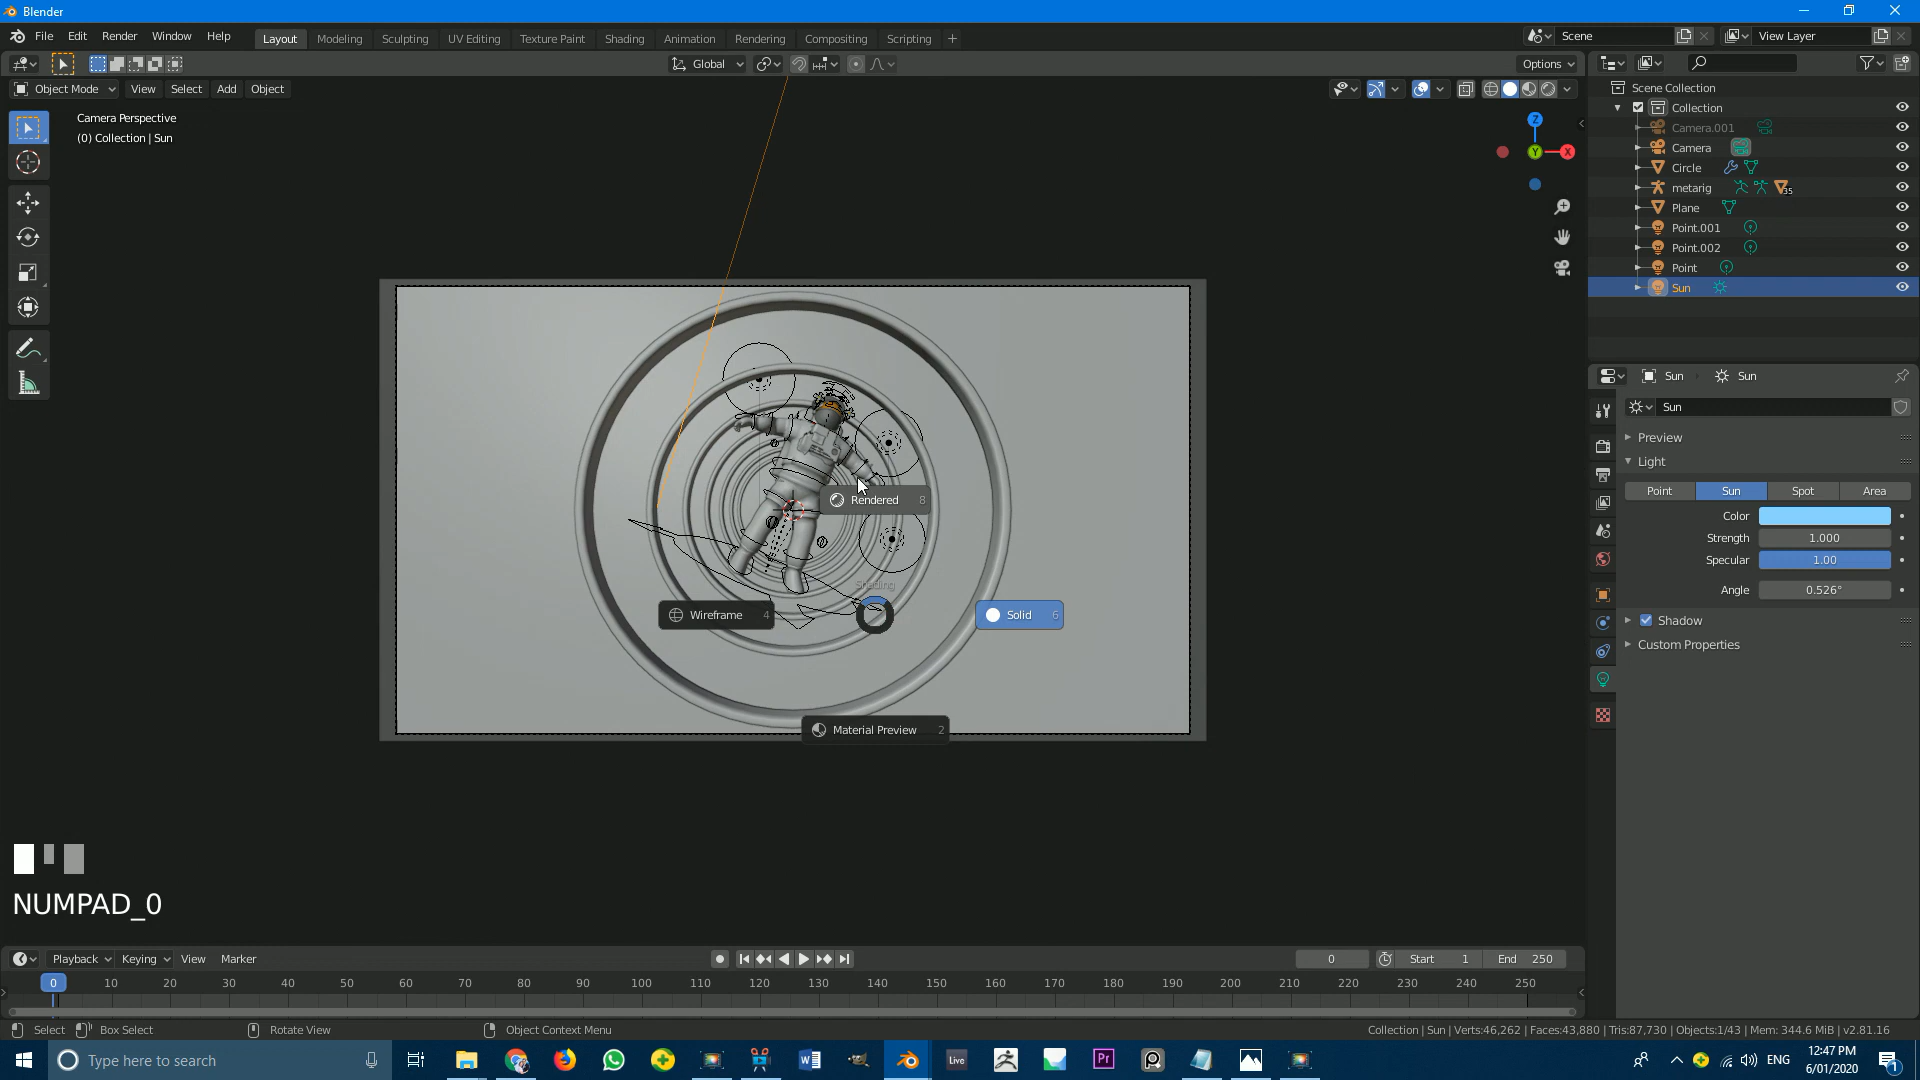 Blender
File Edit Render Window Help
Layout Modeling Sculpting UV Editing Texture Paint Shading Animation Rendering Compositing Scripting
Scene
View Layer
Global
Options
Object Mode View Select Add Object
Camera Perspective
(0) Collection | Sun
Z
Y
X
Scene Collection
Collection
Camera.001
Camera
Circle
metarig
35
Plane
Point.001
Point.002
Point
Sun
Sun Sun
Sun
Preview
Light
Point Sun Spot Area
Color
Strength 1.000
Specular 1.00
Angle 0.526°
Shadow
Custom Properties
Rendered 8
Shading
Wireframe 4
Solid 6
Material Preview 2
NUMPAD_0
Playback Keying View Marker
0 Start 1 End 250
0 10 20 30 40 50 60 70 80 90 100 110 120 130 140 150 160 170 180 190 200 210 220 230 240 250
Select Box Select Rotate View Object Context Menu
Collection | Sun | Verts:46,262 | Faces:43,880 | Tris:87,730 | Objects:1/43 | Mem: 344.6 MiB | v2.81.16
Type here to search
Live
Pr
ENG
12:47 PM
6/01/2020
1